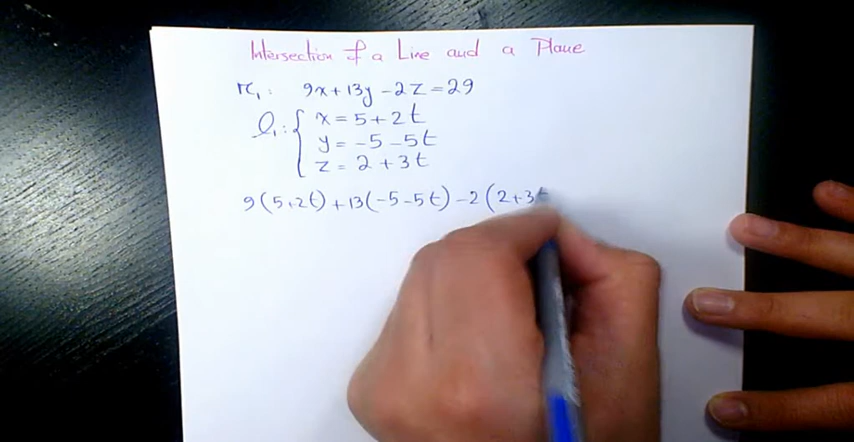 Intersection of a Line and a Plane
π₁: 9x+13y-2z=29
l₁: { x=5+2t
y=-5-5t
z=2+3t
9(5+2t)+13(-5-5t)-2(2+3t